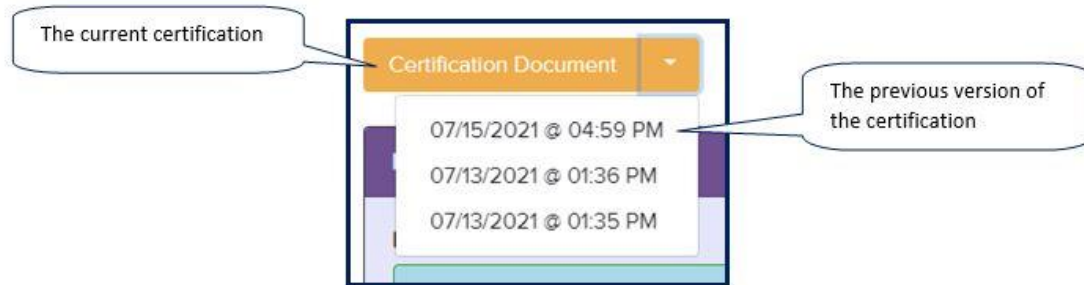 The current certification
Certification Document
07/15/2021 @ 04:59 PM
07/13/2021 @ 01:36 PM
07/13/2021 @ 01:35 PM
The previous version of
the certification